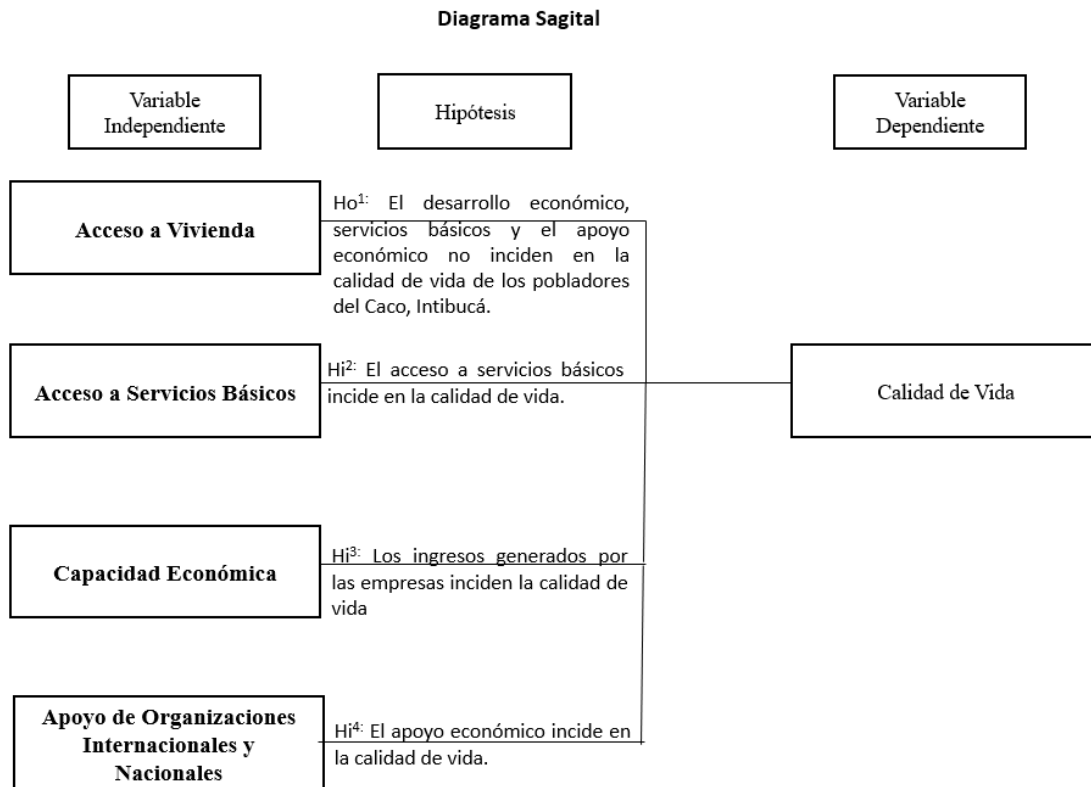 Diagrama Sagital
Variable
Independiente
Hipótesis
Variable
Dependiente
Acceso a Vivienda
Ho¹: El desarrollo económico,
servicios básicos y el apoyo
económico no inciden en la
calidad de vida de los pobladores
del Caco, Intibucá.
Acceso a Servicios Básicos
Hi²: El acceso a servicios básicos
incide en la calidad de vida.
Calidad de Vida
Capacidad Económica
Hi³: Los ingresos generados por
las empresas inciden la calidad de
vida
Apoyo de Organizaciones
Internacionales y
Nacionales
Hi⁴: El apoyo económico incide en
la calidad de vida.